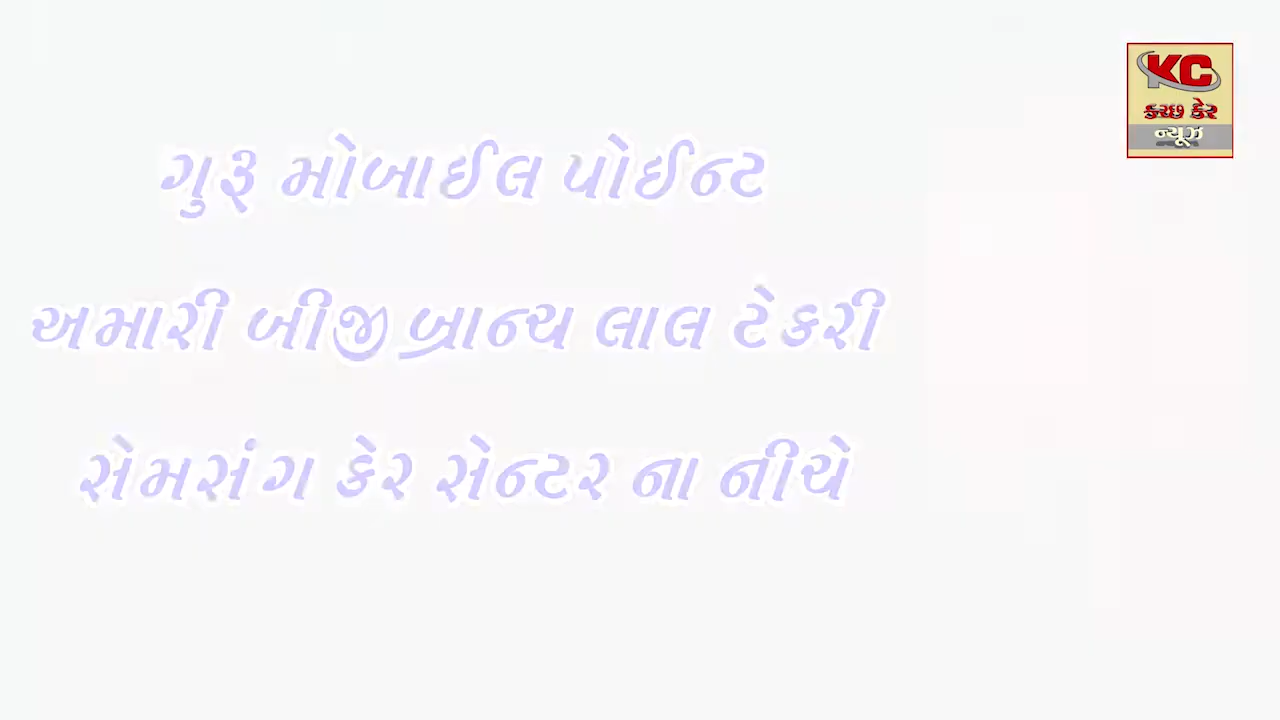 ગુરૂ મોબાઈલ પોઈન્ટ
અમારી બીજી બ્રાન્ચ લાલ ટેકરી
સેમસંગ કેર સેન્ટર ના નીચે
KC
કચ્છ કેર
ન્યૂઝ